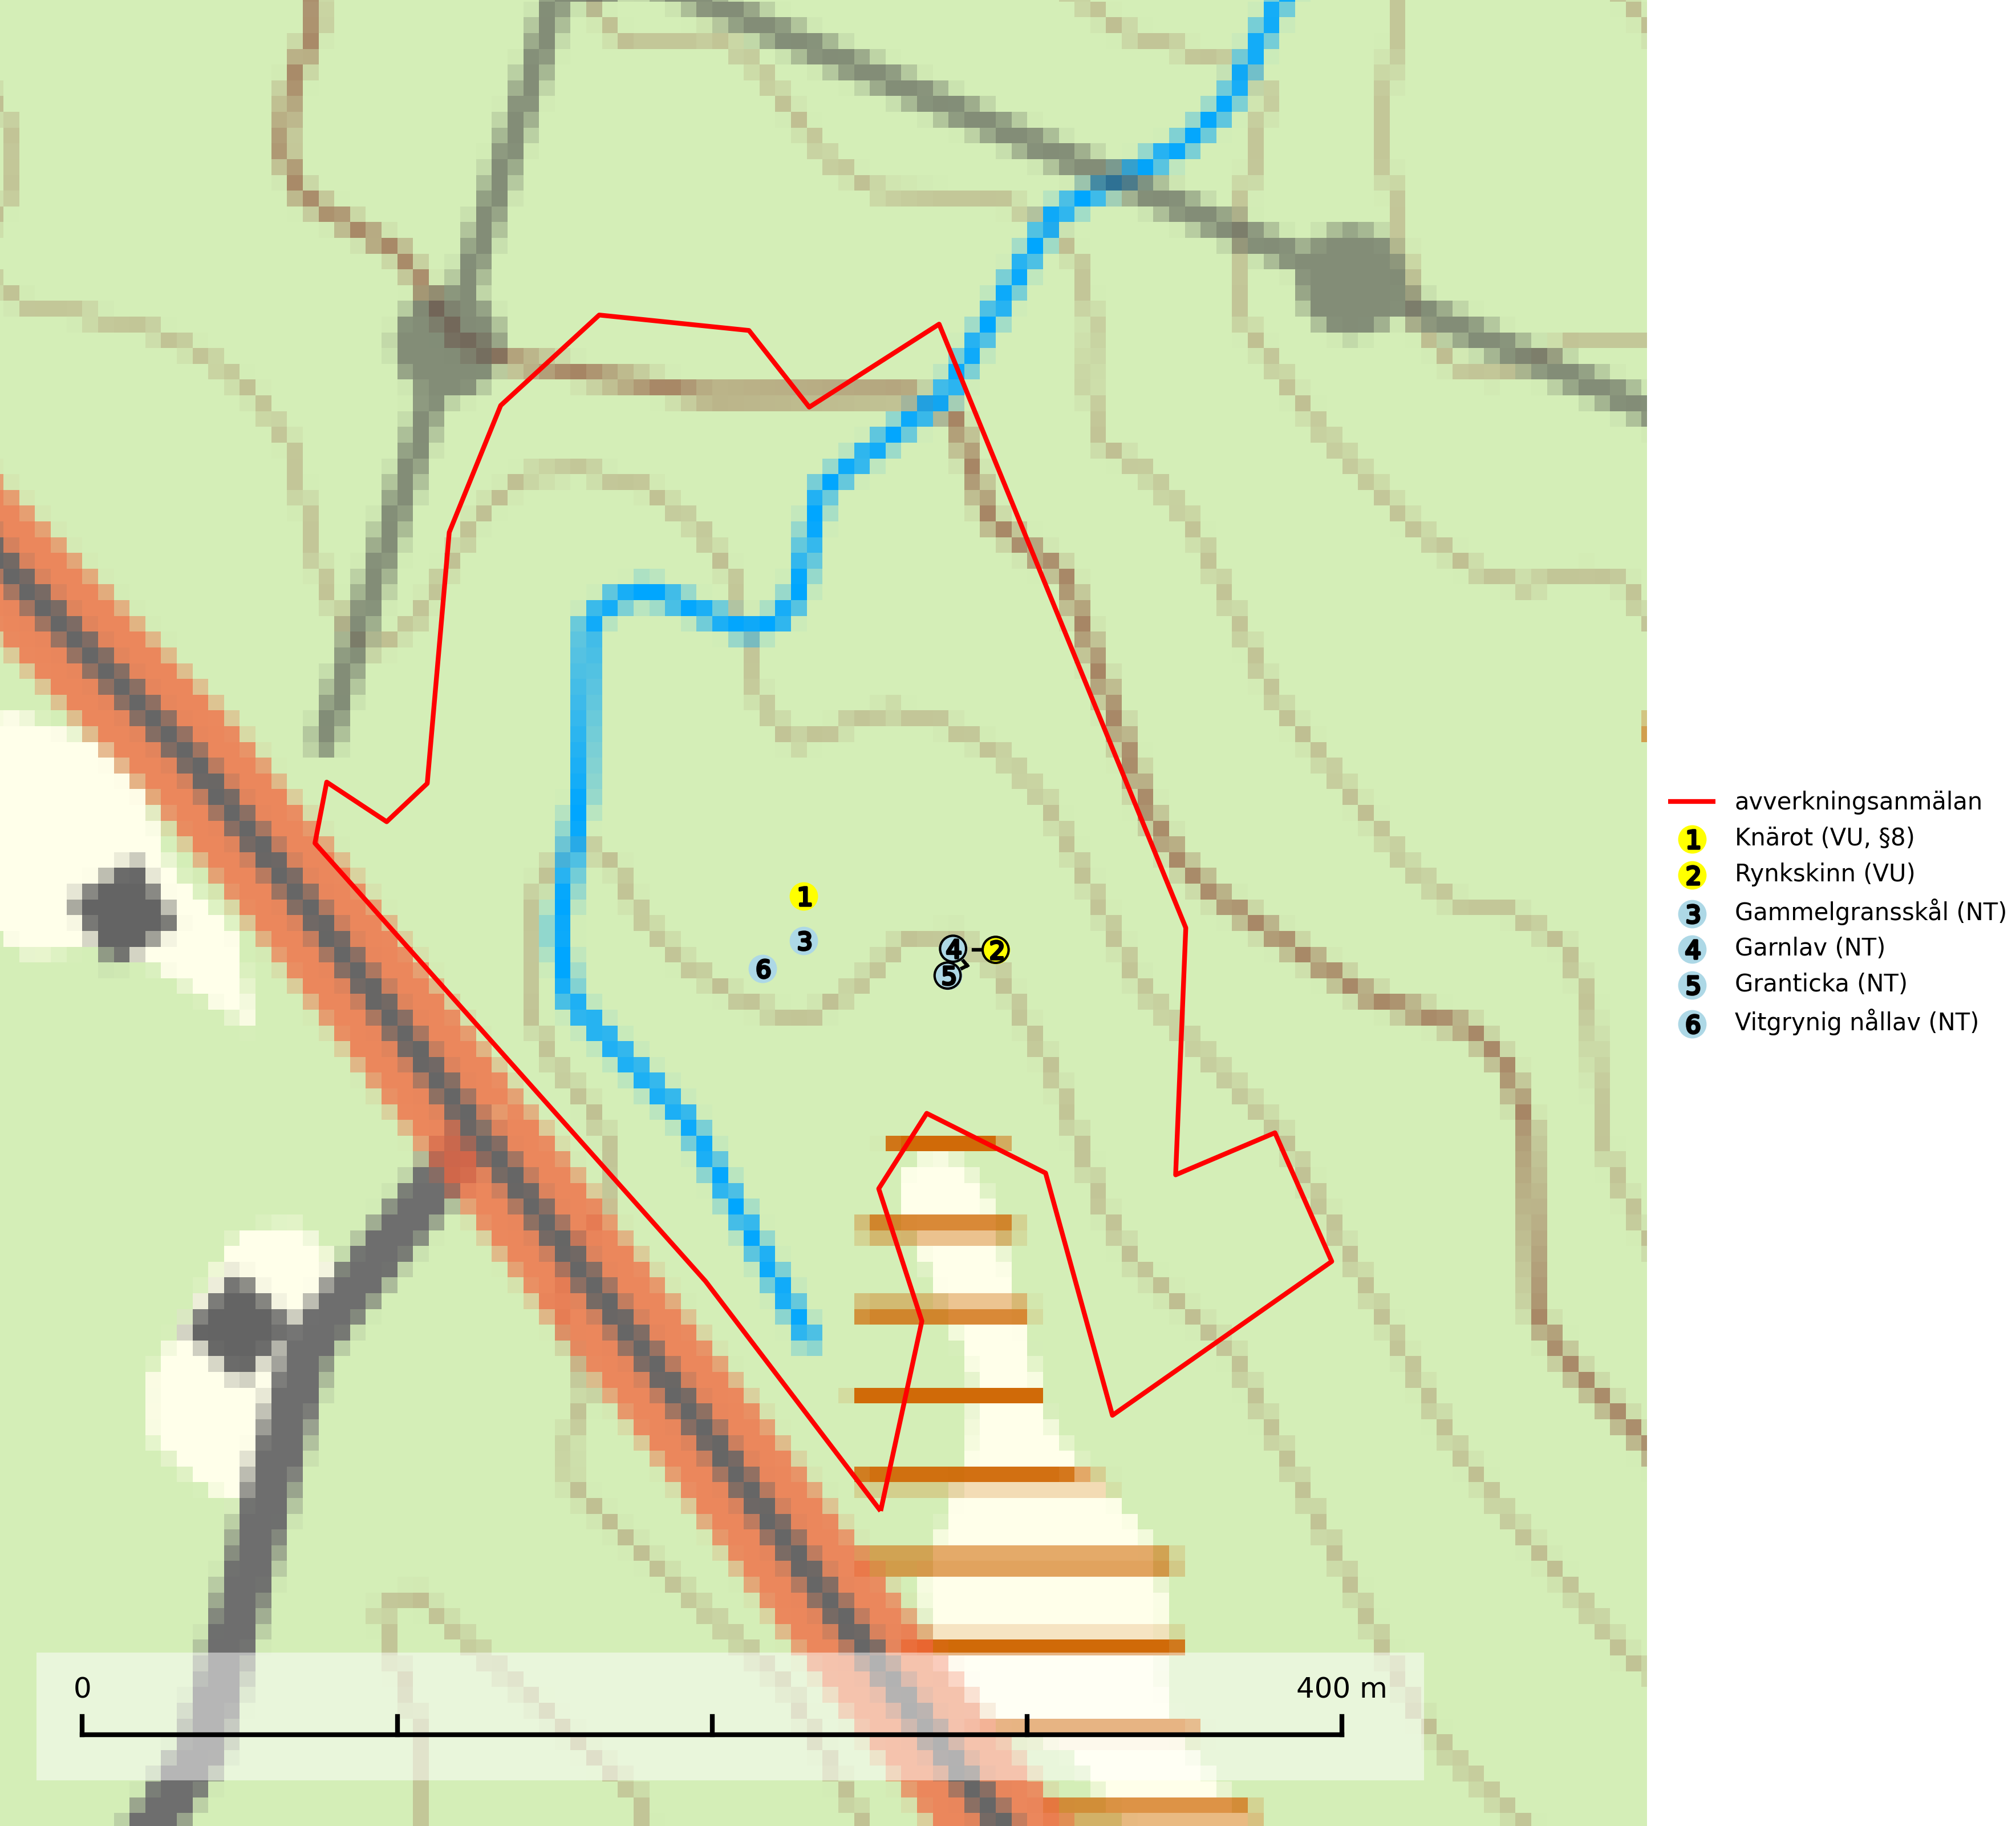 1
3
6
4
2
5
avverkningsanmälan
1 Knärot (VU, §8)
2 Rynkskinn (VU)
3 Gammelgransskål (NT)
4 Garnlav (NT)
5 Granticka (NT)
6 Vitgrynig nållav (NT)
0 400 m